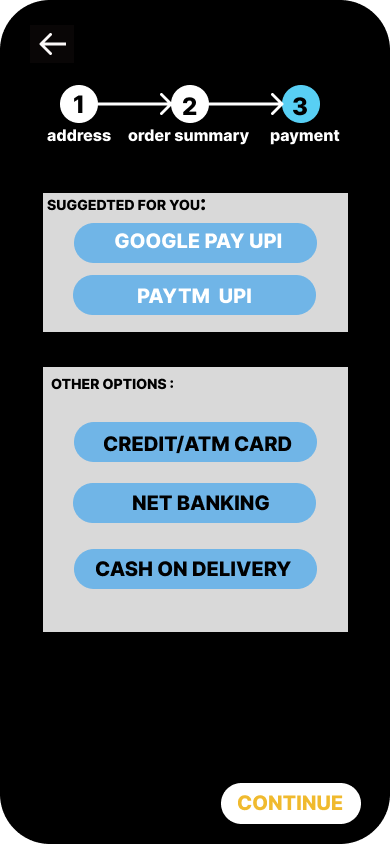 1 2 3
address order summary payment
SUGGEDTED FOR YOU:
GOOGLE PAY UPI
PAYTM UPI
OTHER OPTIONS :
CREDIT/ATM CARD
NET BANKING
CASH ON DELIVERY
CONTINUE